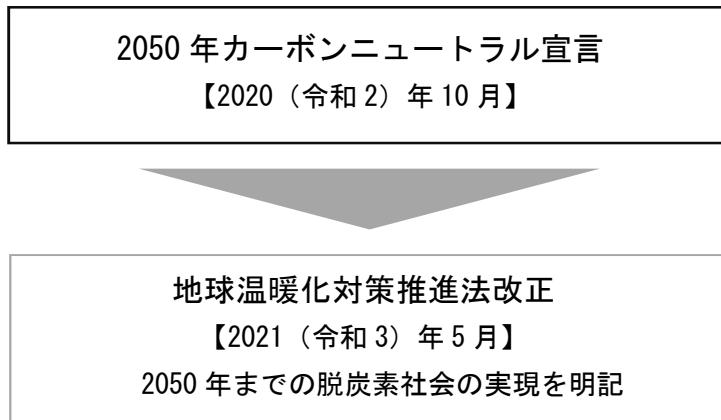 2050 年カーボンニュートラル宣言
【2020（令和 2）年 10 月】
地球温暖化対策推進法改正
【2021（令和 3）年 5 月】
2050 年までの脱炭素社会の実現を明記